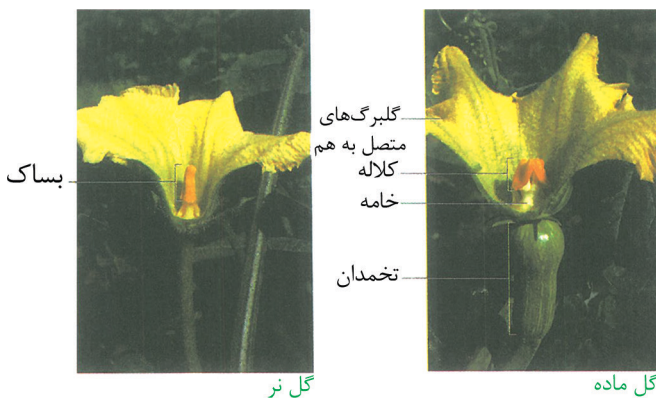 گلبرگ‌های
متصل به هم
کلاله
خامه
تخمدان
گل ماده
بساک
گل نر